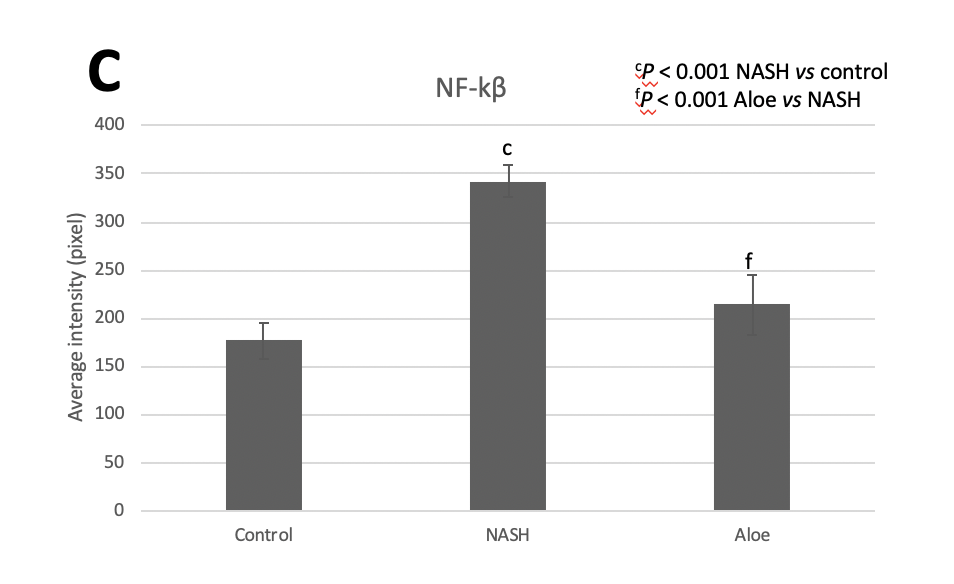 C
NF-kβ
ᶜP < 0.001 NASH vs control
ᶠP < 0.001 Aloe vs NASH
Average intensity (pixel)
400
350
300
250
200
150
100
50
0
c
f
Control
NASH
Aloe